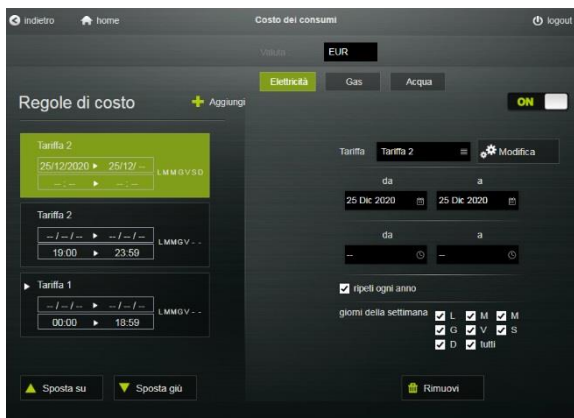 indietro home Costo dei consumi logout
Valuta EUR
Elettricità Gas Acqua
Regole di costo Aggiungi ON
Tariffa 2
25/12/2020 ► 25/12/ --
LMMGVSD
-- : -- ► -- : --
Tariffa 2
-- / -- / -- ► -- / -- / --
LMMGV - -
19:00 ► 23:59
Tariffa 1
-- / -- / -- ► -- / -- / --
LMMGV - -
00:00 ► 18:59
Sposta su Sposta giù
Tariffa Tariffa 2 Modifica
da a
25 Dic 2020 25 Dic 2020
da a
-- --
ripeti ogni anno
giorni della settimana L M M
G V S
D tutti
Rimuovi